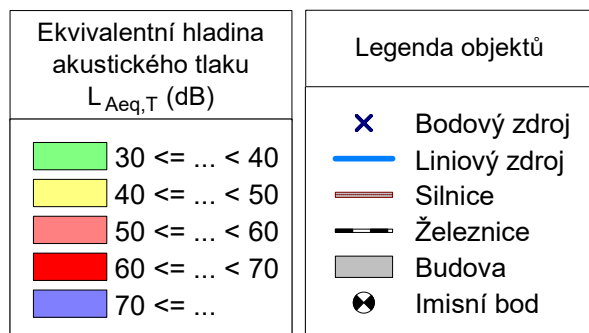 Ekvivalentní hladina
akustického tlaku
L Aeq,T (dB)
30 <= ... < 40
40 <= ... < 50
50 <= ... < 60
60 <= ... < 70
70 <= ...
Legenda objektů
Bodový zdroj
Liniový zdroj
Silnice
Železnice
Budova
Imisní bod